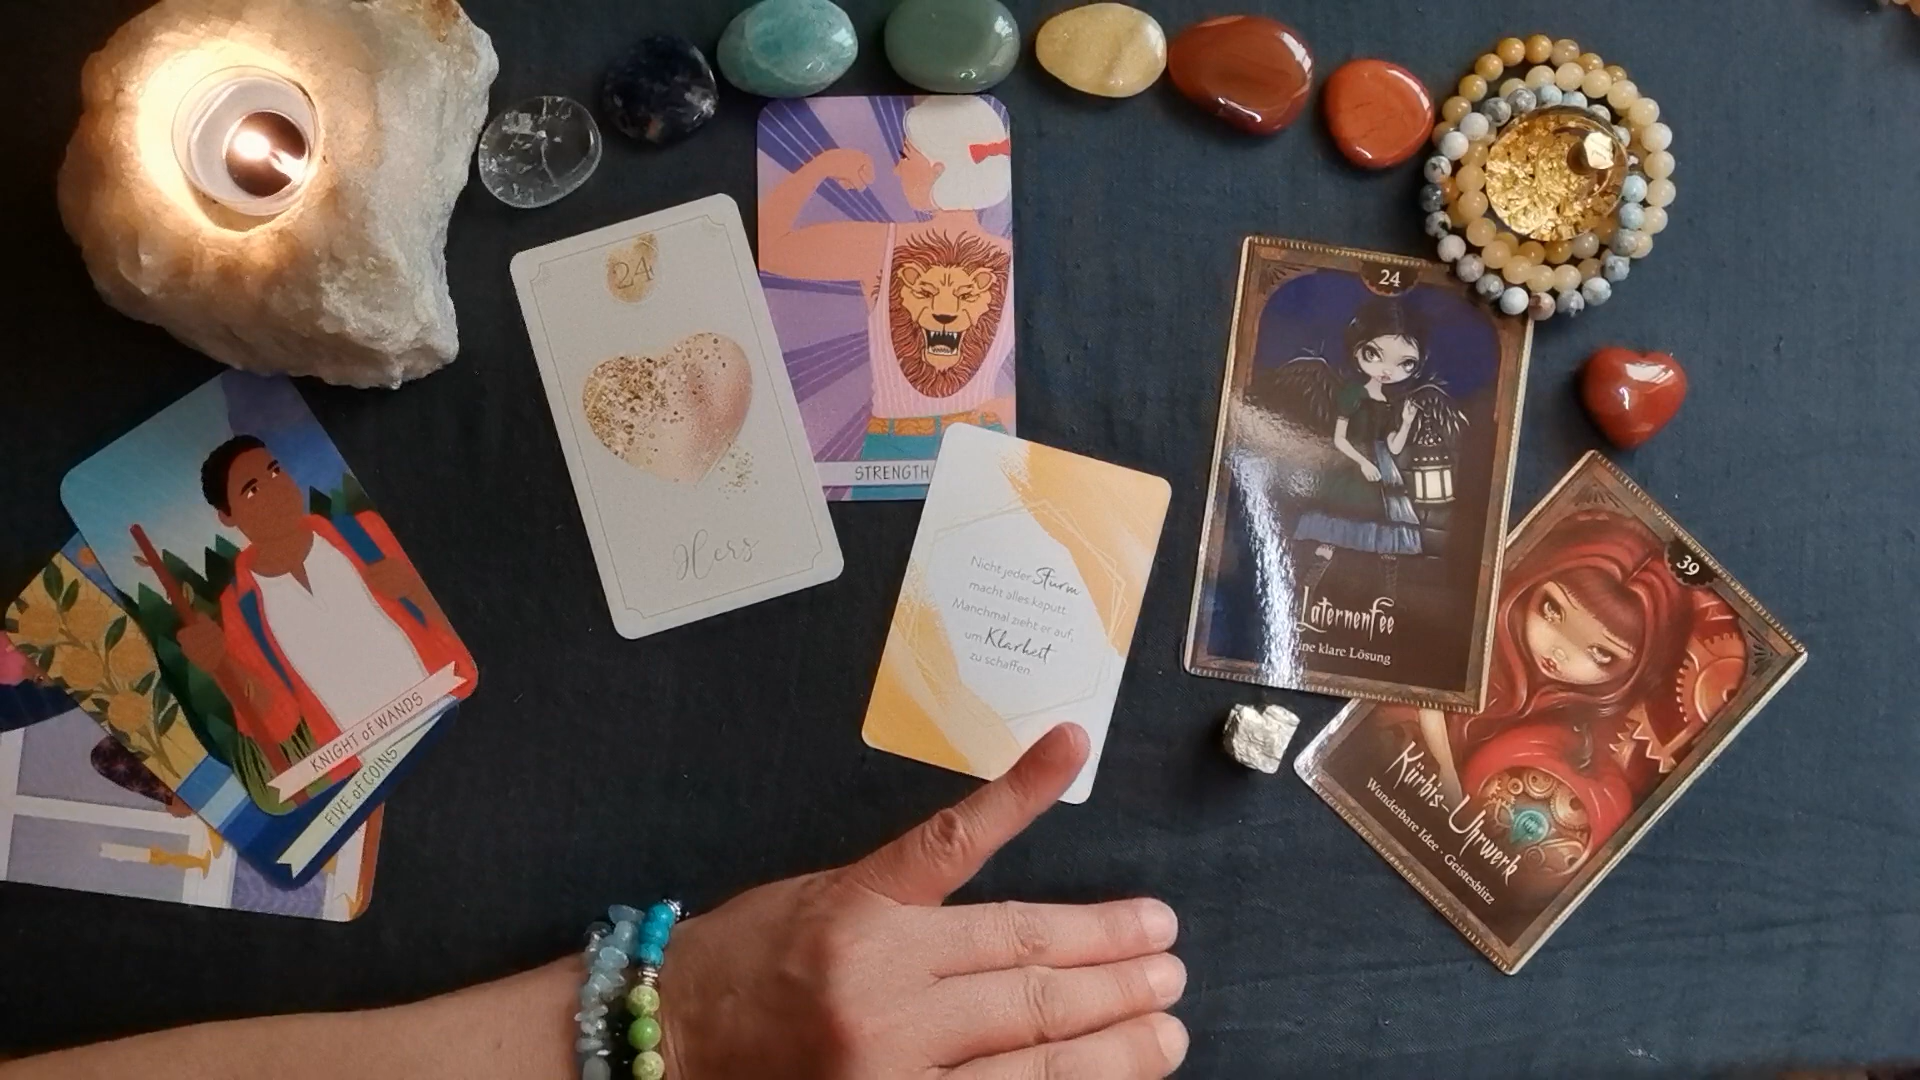 24
Herz
STRENGTH
KNIGHT of WANDS
FIVE of COINS
Nicht jeder Sturm
macht alles kaputt.
Manchmal zieht er auf,
um Klarheit
zu schaffen.
24
Laternenfee
ine klare Lösung
39
Kürbis-Uhrwerk
Wunderbare Idee · Geistesblitz